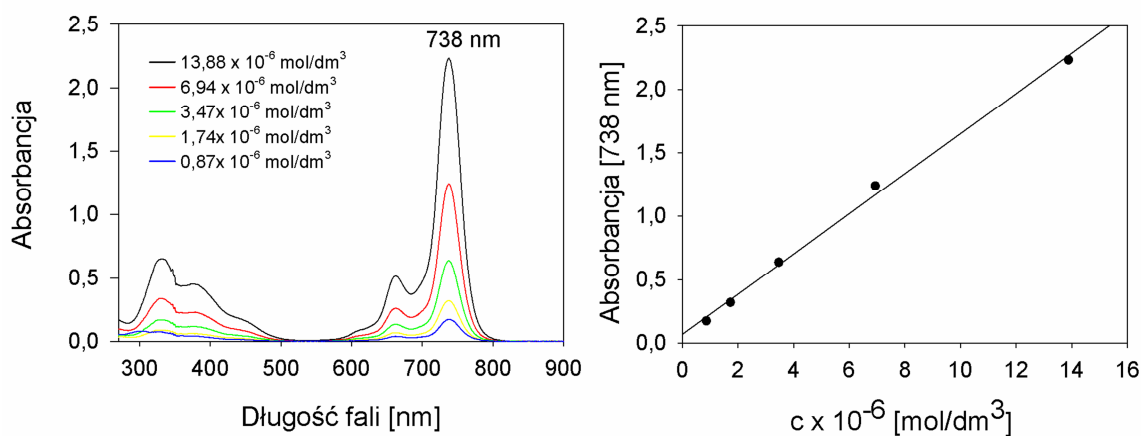 2,5
2,0
1,5
1,0
0,5
0,0
Absorbancja
738 nm
13,88 x 10⁻⁶ mol/dm³
6,94 x 10⁻⁶ mol/dm³
3,47x 10⁻⁶ mol/dm³
1,74x 10⁻⁶ mol/dm³
0,87x 10⁻⁶ mol/dm³
300 400 500 600 700 800 900
Długość fali [nm]
2,5
2,0
1,5
1,0
0,5
0,0
Absorbancja [738 nm]
0 2 4 6 8 10 12 14 16
c x 10⁻⁶ [mol/dm³]